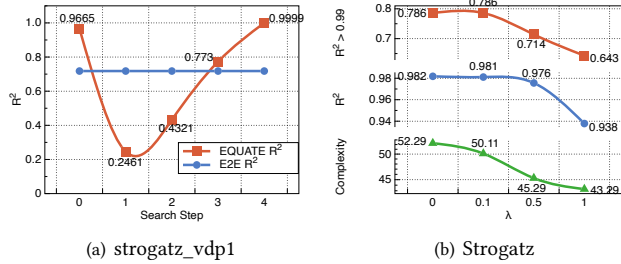 0.9665
0.9999
1.0
0.8
0.773
0.6
R²
0.4321
0.4
0.2461
EQUATE R²
0.2
E2E R²
0
0 1 2 3 4
Search Step
(a) strogatz_vdp1
R² > 0.99
0.8
0.786
0.786
0.714
0.7
0.643
R²
0.98
0.982
0.981
0.976
0.94
0.938
Complexity
52.29
50.11
50
45.29
45
43.29
0 0.1 0.5 1
λ
(b) Strogatz